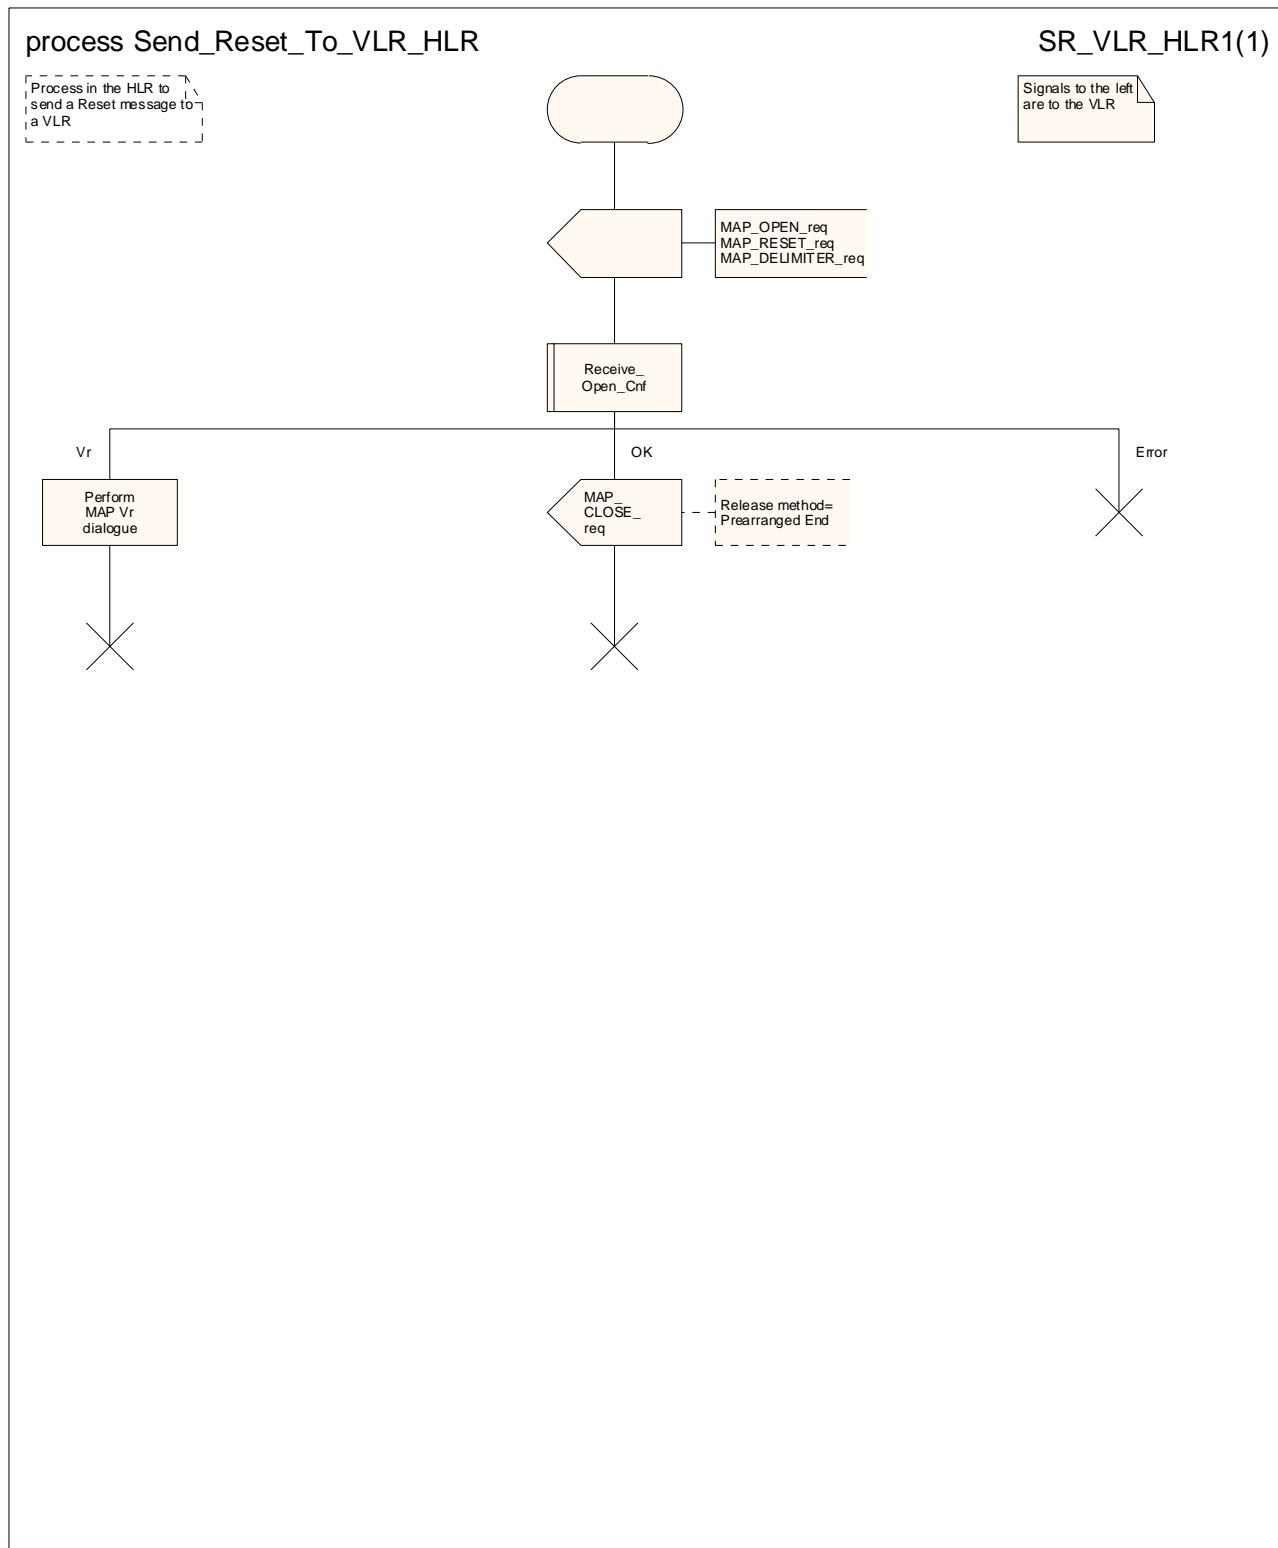 process Send_Reset_To_VLR_HLR
SR_VLR_HLR1(1)
Process in the HLR to
send a Reset message to
a VLR
Signals to the left
are to the VLR
MAP_OPEN_req
MAP_RESET_req
MAP_DELIMITER_req
Receive_
Open_Cnf
Vr
OK
Error
Perform
MAP Vr
dialogue
MAP_
CLOSE_
req
Release method=
Prearranged End